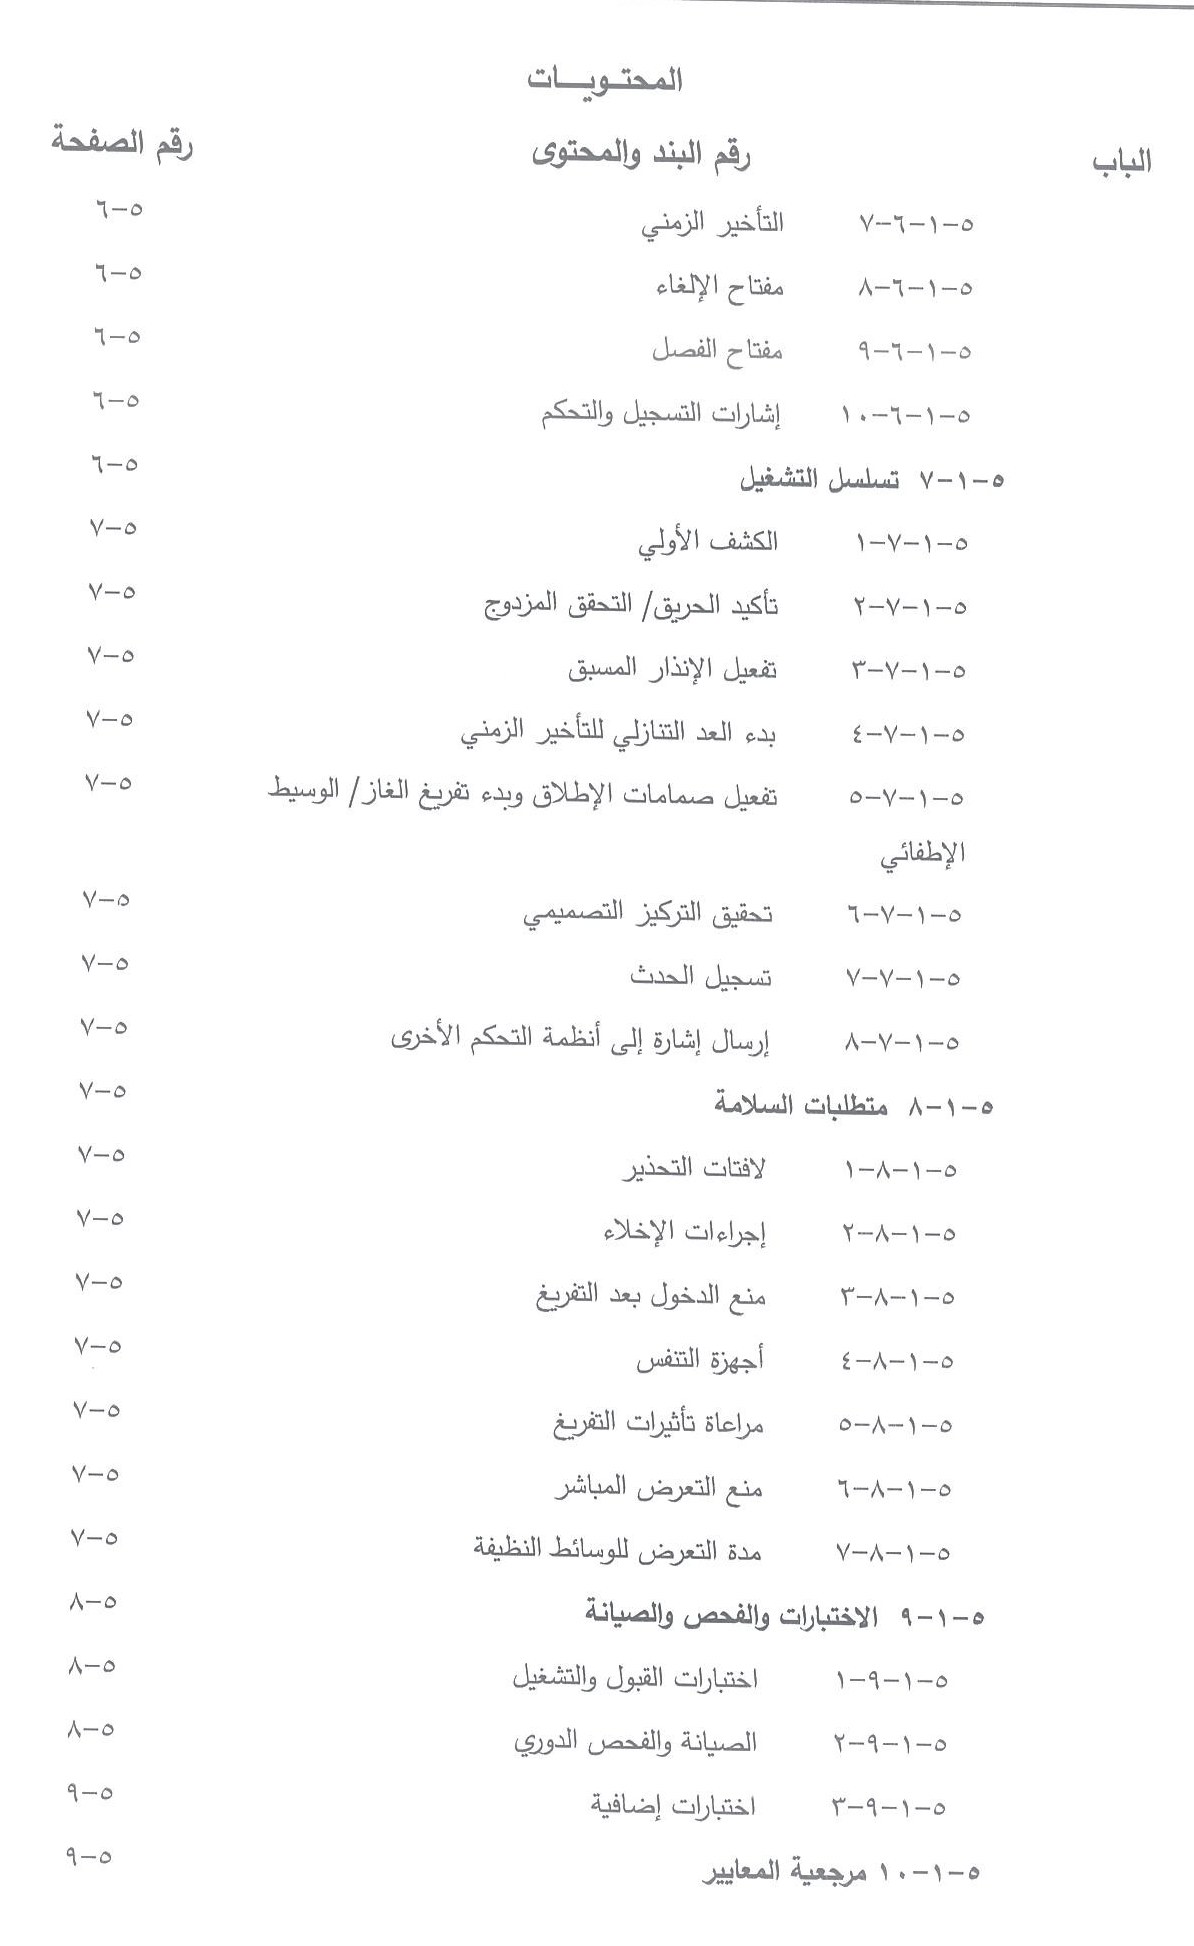 المحتويات
الباب رقم البند والمحتوى رقم الصفحة
٥-١-٦-٧ التأخير الزمني ٥-٦
٥-١-٦-٨ مفتاح الإلغاء ٥-٦
٥-١-٦-٩ مفتاح الفصل ٥-٦
٥-١-٦-١٠ إشارات التسجيل والتحكم ٥-٦
٥-١-٧ تسلسل التشغيل ٥-٦
٥-١-٧-١ الكشف الأولي ٥-٧
٥-١-٧-٢ تأكيد الحريق/ التحقق المزدوج ٥-٧
٥-١-٧-٣ تفعيل الإنذار المسبق ٥-٧
٥-١-٧-٤ بدء العد التنازلي للتأخير الزمني ٥-٧
٥-١-٧-٥ تفعيل صمامات الإطلاق وبدء تفريغ الغاز/ الوسيط ٥-٧
الإطفائي
٥-١-٧-٦ تحقيق التركيز التصميمي ٥-٧
٥-١-٧-٧ تسجيل الحدث ٥-٧
٥-١-٧-٨ إرسال إشارة إلى أنظمة التحكم الأخرى ٥-٧
٥-١-٨ متطلبات السلامة ٥-٧
٥-١-٨-١ لافتات التحذير ٥-٧
٥-١-٨-٢ إجراءات الإخلاء ٥-٧
٥-١-٨-٣ منع الدخول بعد التفريغ ٥-٧
٥-١-٨-٤ أجهزة التنفس ٥-٧
٥-١-٨-٥ مراعاة تأثيرات التفريغ ٥-٧
٥-١-٨-٦ منع التعرض المباشر ٥-٧
٥-١-٨-٧ مدة التعرض للوسائط النظيفة ٥-٧
٥-١-٩ الاختبارات والفحص والصيانة ٥-٨
٥-١-٩-١ اختبارات القبول والتشغيل ٥-٨
٥-١-٩-٢ الصيانة والفحص الدوري ٥-٨
٥-١-٩-٣ اختبارات إضافية ٥-٩
٥-١-١٠ مرجعية المعايير ٥-٩